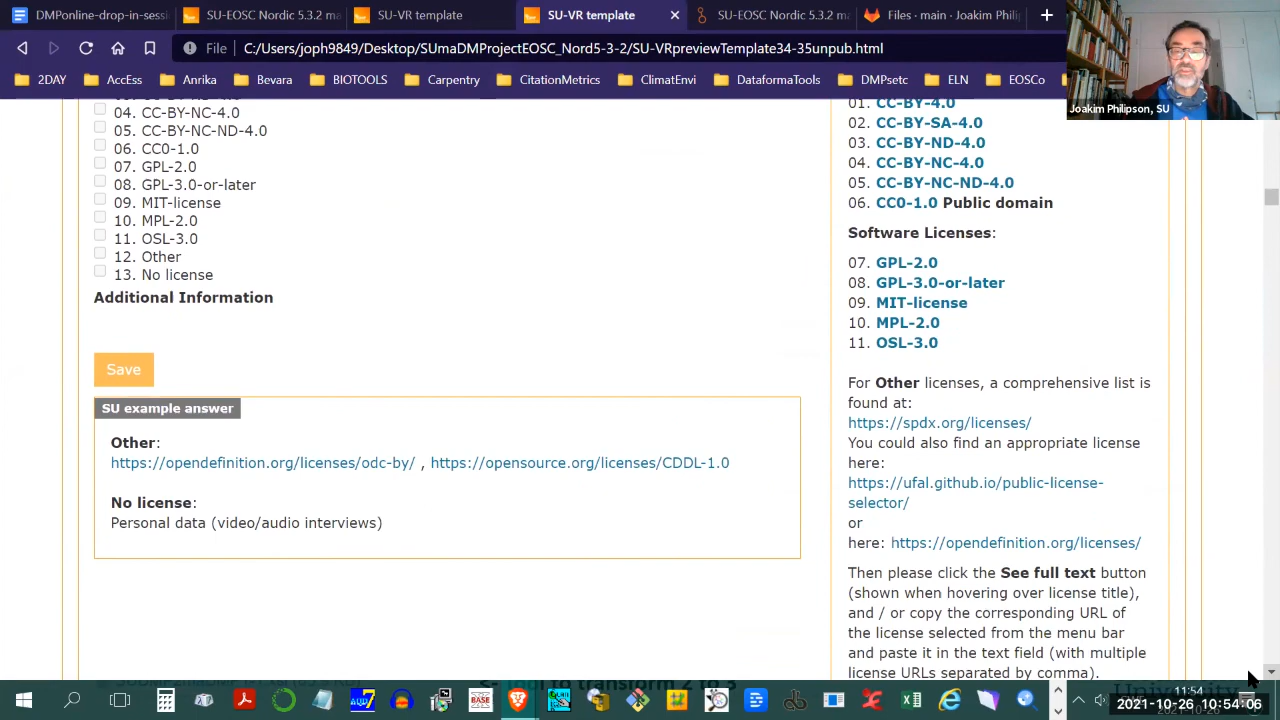 DMPonline-drop-in-sessi
SU-EOSC Nordic 5.3.2 ma
SU-VR template
SU-VR template
SU-EOSC Nordic 5.3.2 ma
Files · main · Joakim Philip
File
C:/Users/joph9849/Desktop/SUmaDMProjectEOSC_Nord5-3-2/SU-VRpreviewTemplate34-35unpub.html
2DAY
AccEss
Anrika
Bevara
BIOTOOLS
Carpentry
CitationMetrics
ClimatEnvi
DataformaTools
DMPsetc
ELN
EOSCo
Joakim Philipson, SU
04. CC-BY-NC-4.0
05. CC-BY-NC-ND-4.0
06. CC0-1.0
07. GPL-2.0
08. GPL-3.0-or-later
09. MIT-license
10. MPL-2.0
11. OSL-3.0
12. Other
13. No license
Additional Information
Save
SU example answer
Other:
https://opendefinition.org/licenses/odc-by/ , https://opensource.org/licenses/CDDL-1.0
No license:
Personal data (video/audio interviews)
01. CC-BY-4.0
02. CC-BY-SA-4.0
03. CC-BY-ND-4.0
04. CC-BY-NC-4.0
05. CC-BY-NC-ND-4.0
06. CC0-1.0 Public domain
Software Licenses:
07. GPL-2.0
08. GPL-3.0-or-later
09. MIT-license
10. MPL-2.0
11. OSL-3.0
For Other licenses, a comprehensive list is
found at:
https://spdx.org/licenses/
You could also find an appropriate license
here:
https://ufal.github.io/public-license-
selector/
or
here: https://opendefinition.org/licenses/
Then please click the See full text button
(shown when hovering over license title),
and / or copy the corresponding URL of
the license selected from the menu bar
and paste it in the text field (with multiple
license URLs separated by comma).
11:54
2021-10-26 10:54:06